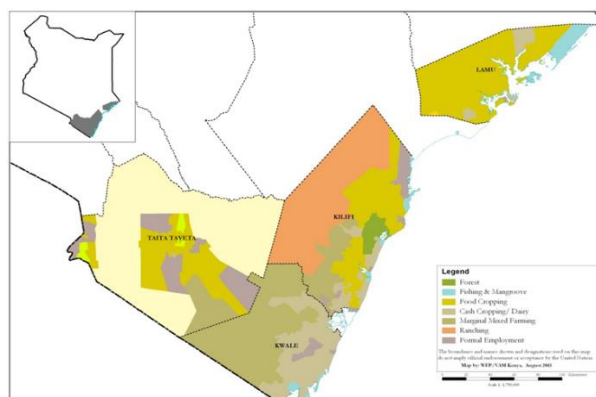 LAMU
KILIFI
TAITA TAVETA
KWALE
Legend
Forest
Fishing & Mangroove
Food Cropping
Cash Cropping/ Dairy
Marginal Mixed Farming
Ranching
Formal Employment
The boundaries and names shown and designations used on this map
do not imply official endorsement or acceptance by the United Nations.
Map by: WFP/VAM Kenya, August 2011